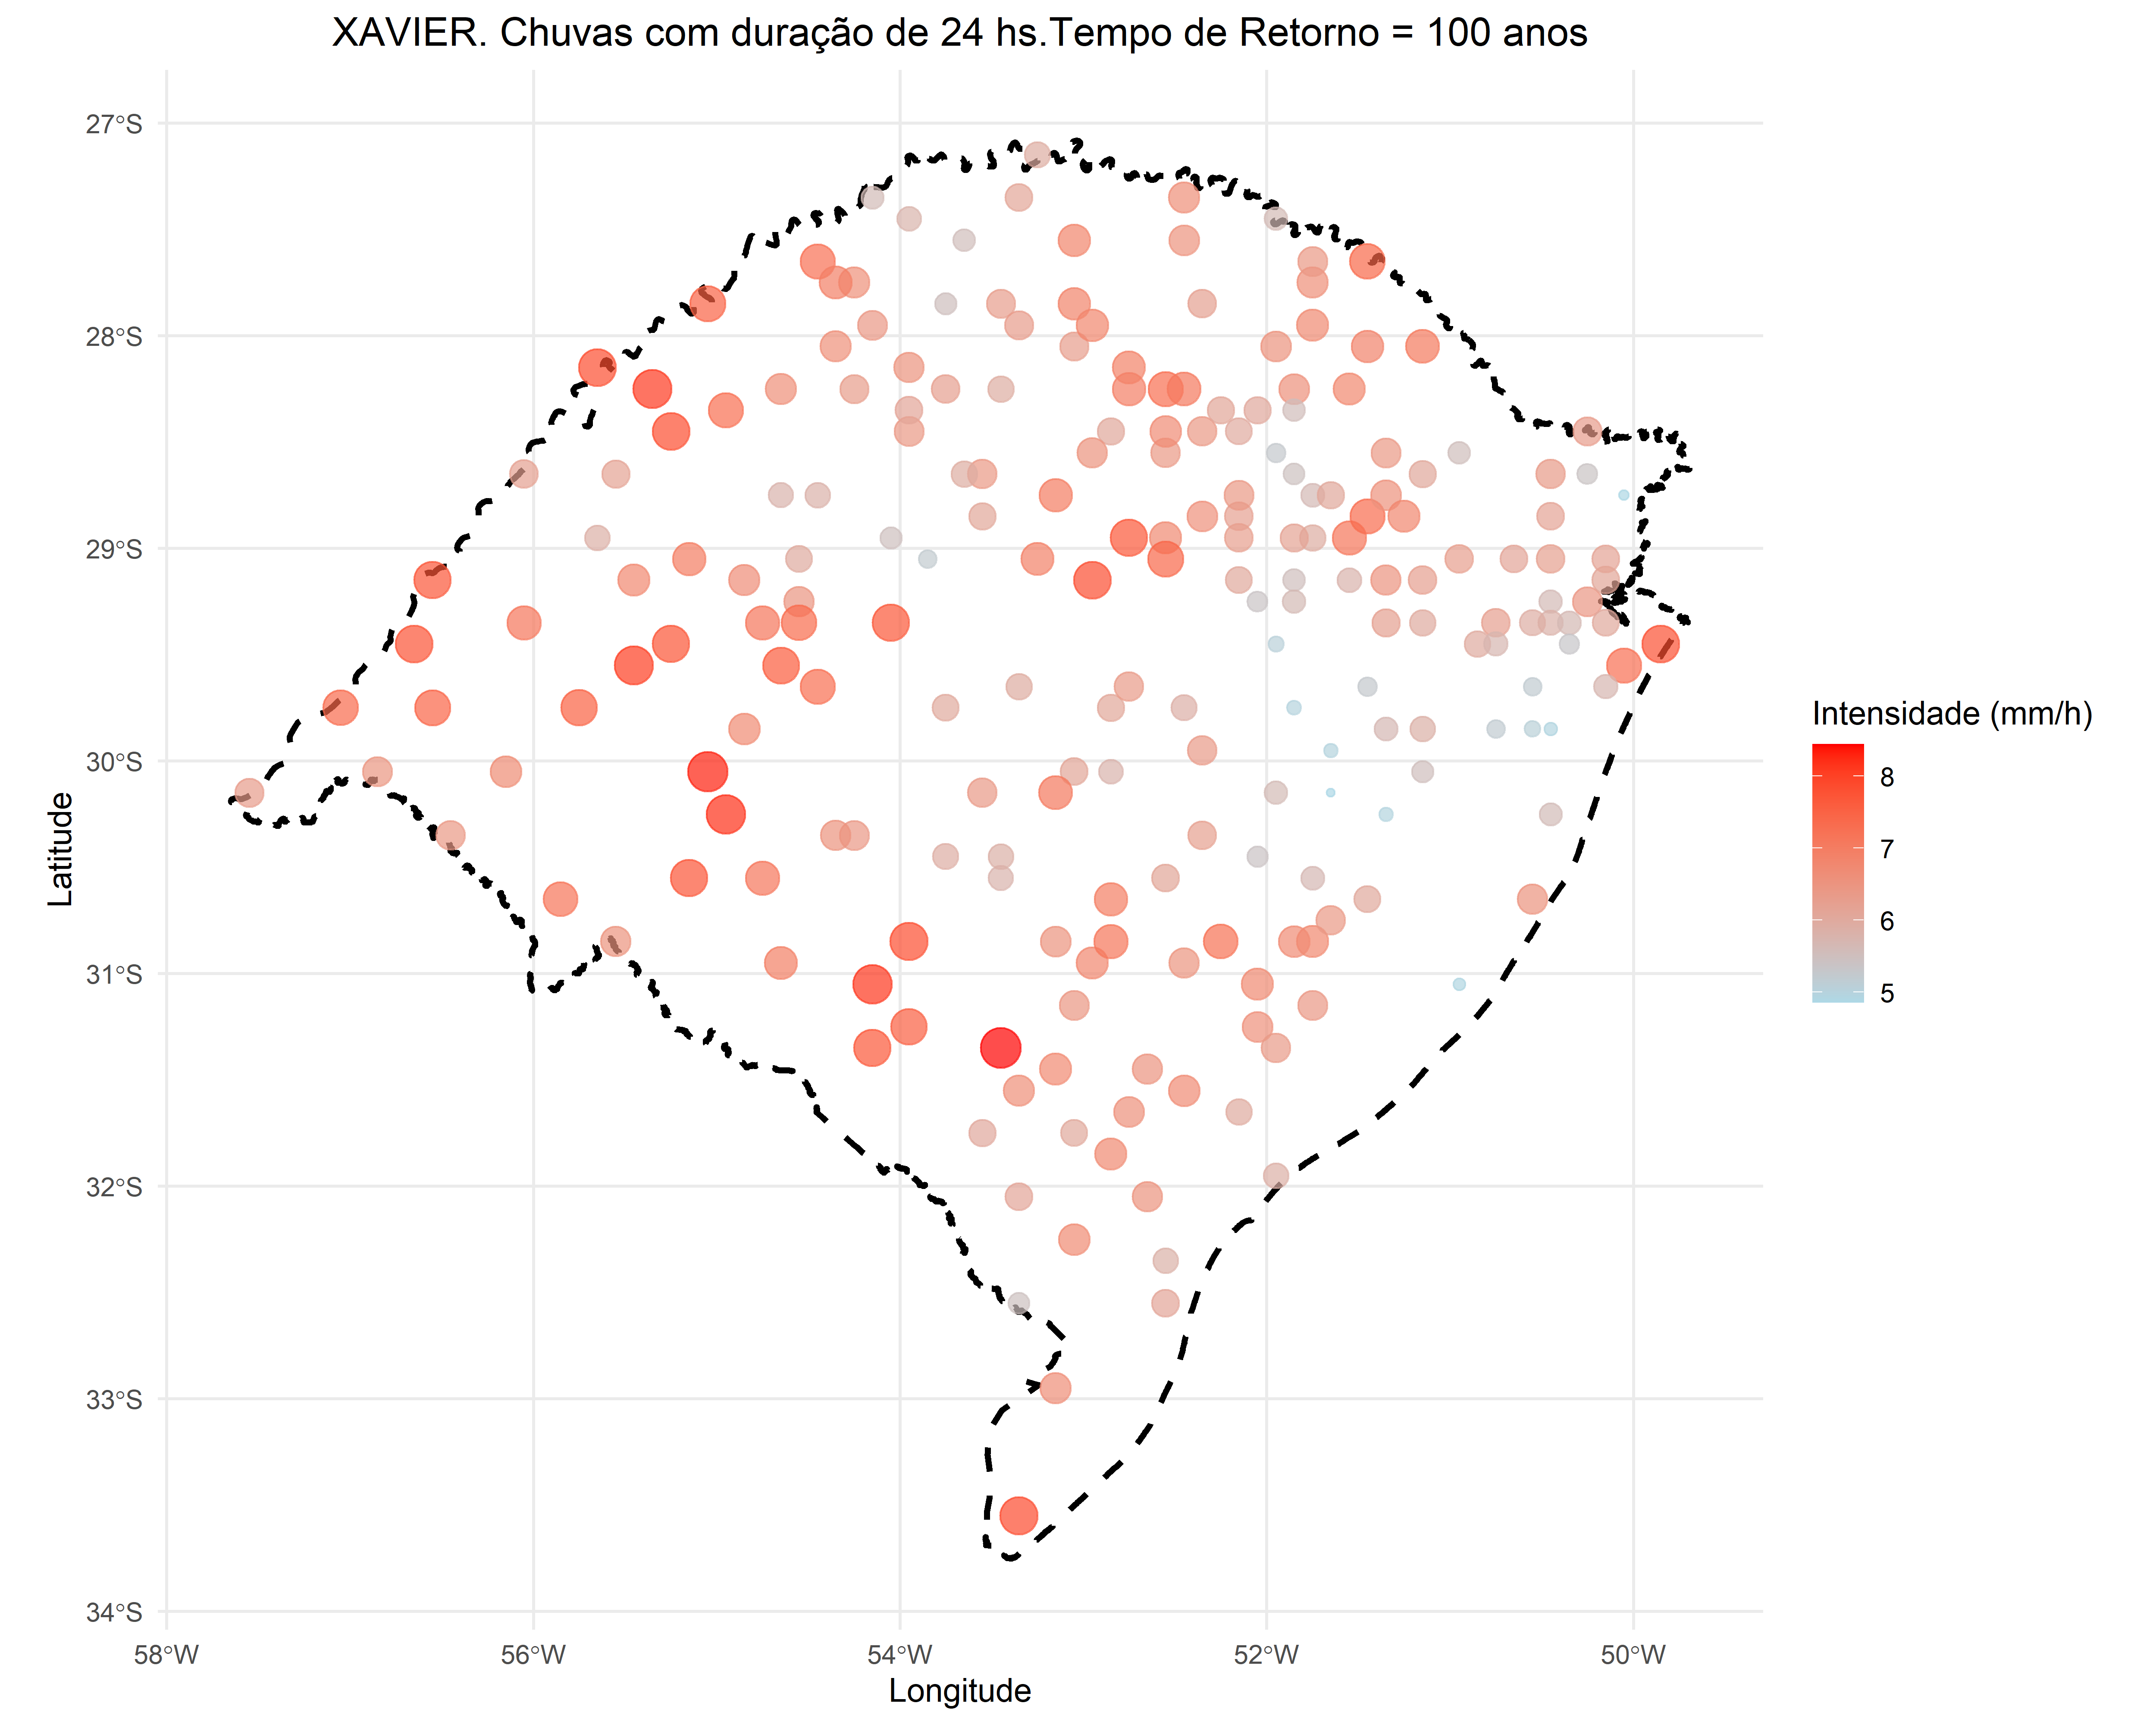 XAVIER. Chuvas com duração de 24 hs.Tempo de Retorno = 100 anos
27°S
28°S
29°S
30°S
31°S
32°S
33°S
34°S
Latitude
58°W
56°W
54°W
52°W
50°W
Longitude
Intensidade (mm/h)
8
7
6
5